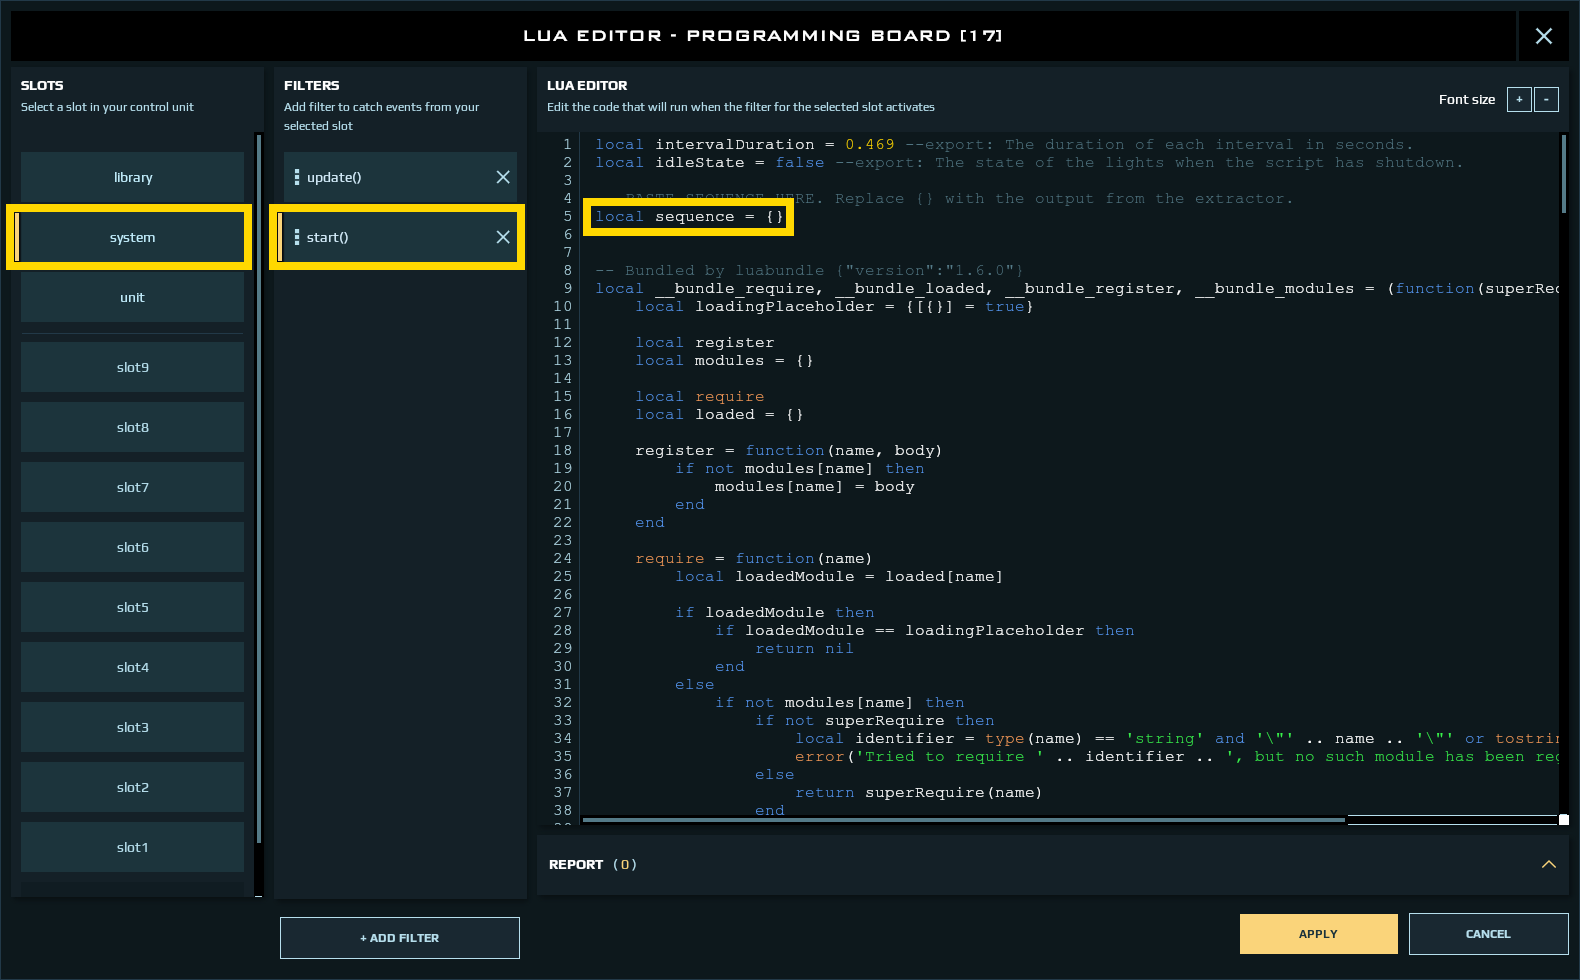 LUA EDITOR - PROGRAMMING BOARD [17]
SLOTS
Select a slot in your control unit
library
system
unit
slot9
slot8
slot7
slot6
slot5
slot4
slot3
slot2
slot1
FILTERS
Add filter to catch events from your
selected slot
update()
start()
+ ADD FILTER
LUA EDITOR
Edit the code that will run when the filter for the selected slot activates
Font size + -
1 local intervalDuration = 0.469 --export: The duration of each interval in seconds.
2 local idleState = false --export: The state of the lights when the script has shutdown.
3
4 PASTE SEQUENCE HERE. Replace {} with the output from the extractor.
5 local sequence = {}
6
7
8 -- Bundled by luabundle {"version":"1.6.0"}
9 local __bundle_require, __bundle_loaded, __bundle_register, __bundle_modules = (function(superReq
10 local loadingPlaceholder = {[{}] = true}
11
12 local register
13 local modules = {}
14
15 local require
16 local loaded = {}
17
18 register = function(name, body)
19 if not modules[name] then
20 modules[name] = body
21 end
22 end
23
24 require = function(name)
25 local loadedModule = loaded[name]
26
27 if loadedModule then
28 if loadedModule == loadingPlaceholder then
29 return nil
30 end
31 else
32 if not modules[name] then
33 if not superRequire then
34 local identifier = type(name) == 'string' and '\"' .. name .. '\"' or tostrin
35 error('Tried to require ' .. identifier .. ', but no such module has been reg
36 else
37 return superRequire(name)
38 end
REPORT (0)
APPLY
CANCEL